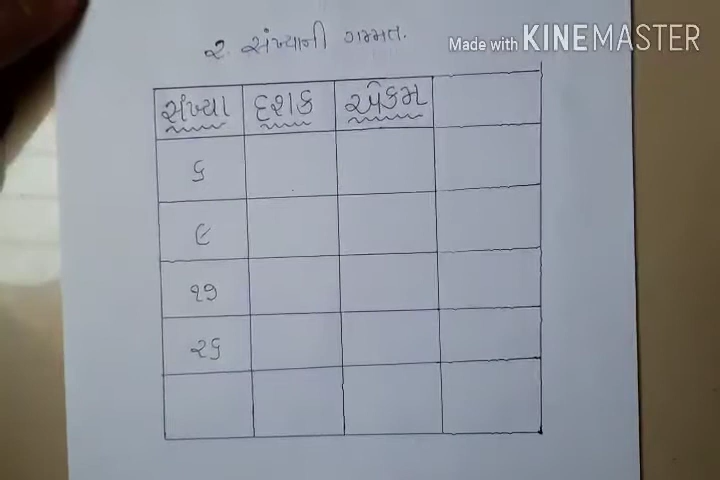 ૨. સંખ્યાની ગમ્મત.
Made with KINEMASTER
સંખ્યા દશક એકમ
૬
૯
૧૭
૨૬